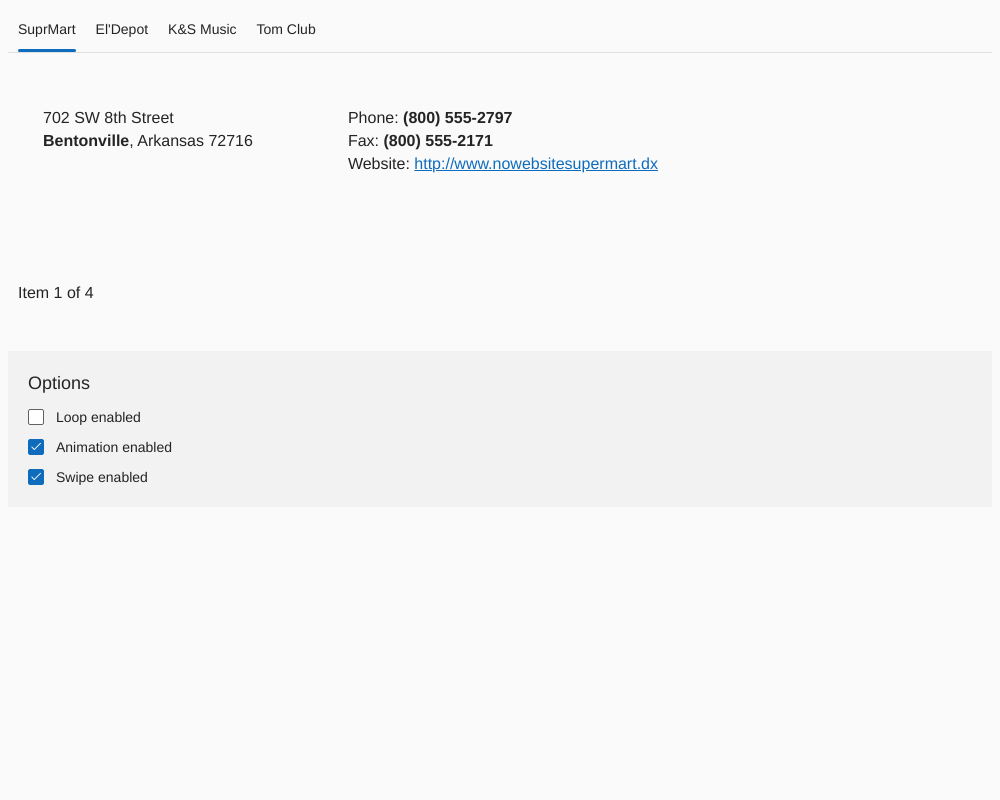 SuprMart El'Depot K&S Music Tom Club
702 SW 8th Street
Bentonville, Arkansas 72716
Phone: (800) 555-2797
Fax: (800) 555-2171
Website: http://www.nowebsitesupermart.dx
Item 1 of 4
Options
Loop enabled
Animation enabled
Swipe enabled